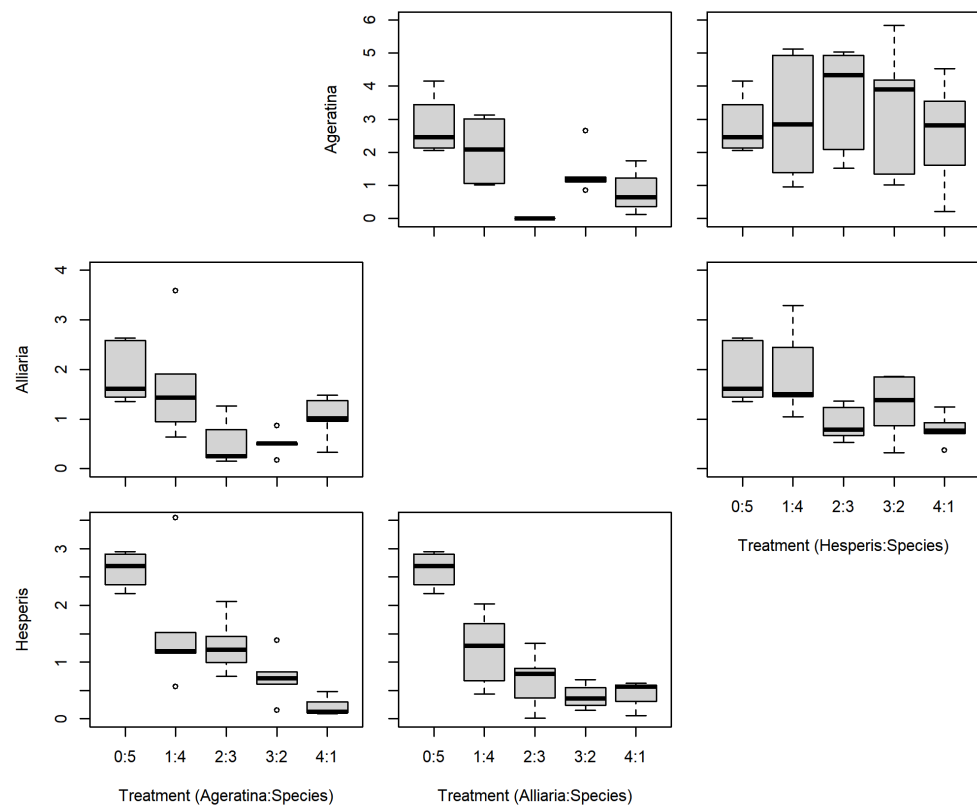 Ageratina
0
1
2
3
4
5
6
Alliaria
0
1
2
3
4
0:5 1:4 2:3 3:2 4:1
Treatment (Hesperis:Species)
Hesperis
0
1
2
3
0:5 1:4 2:3 3:2 4:1
0:5 1:4 2:3 3:2 4:1
Treatment (Ageratina:Species)
Treatment (Alliaria:Species)